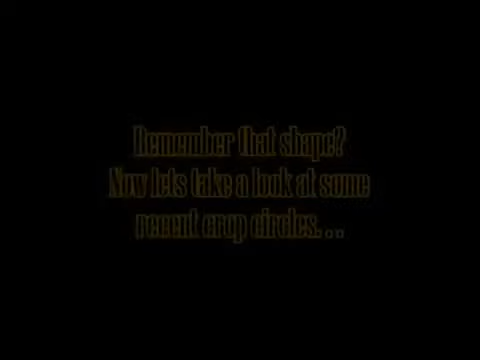 Remember that shape?
Now lets take a look at some
recent crop circles. . .